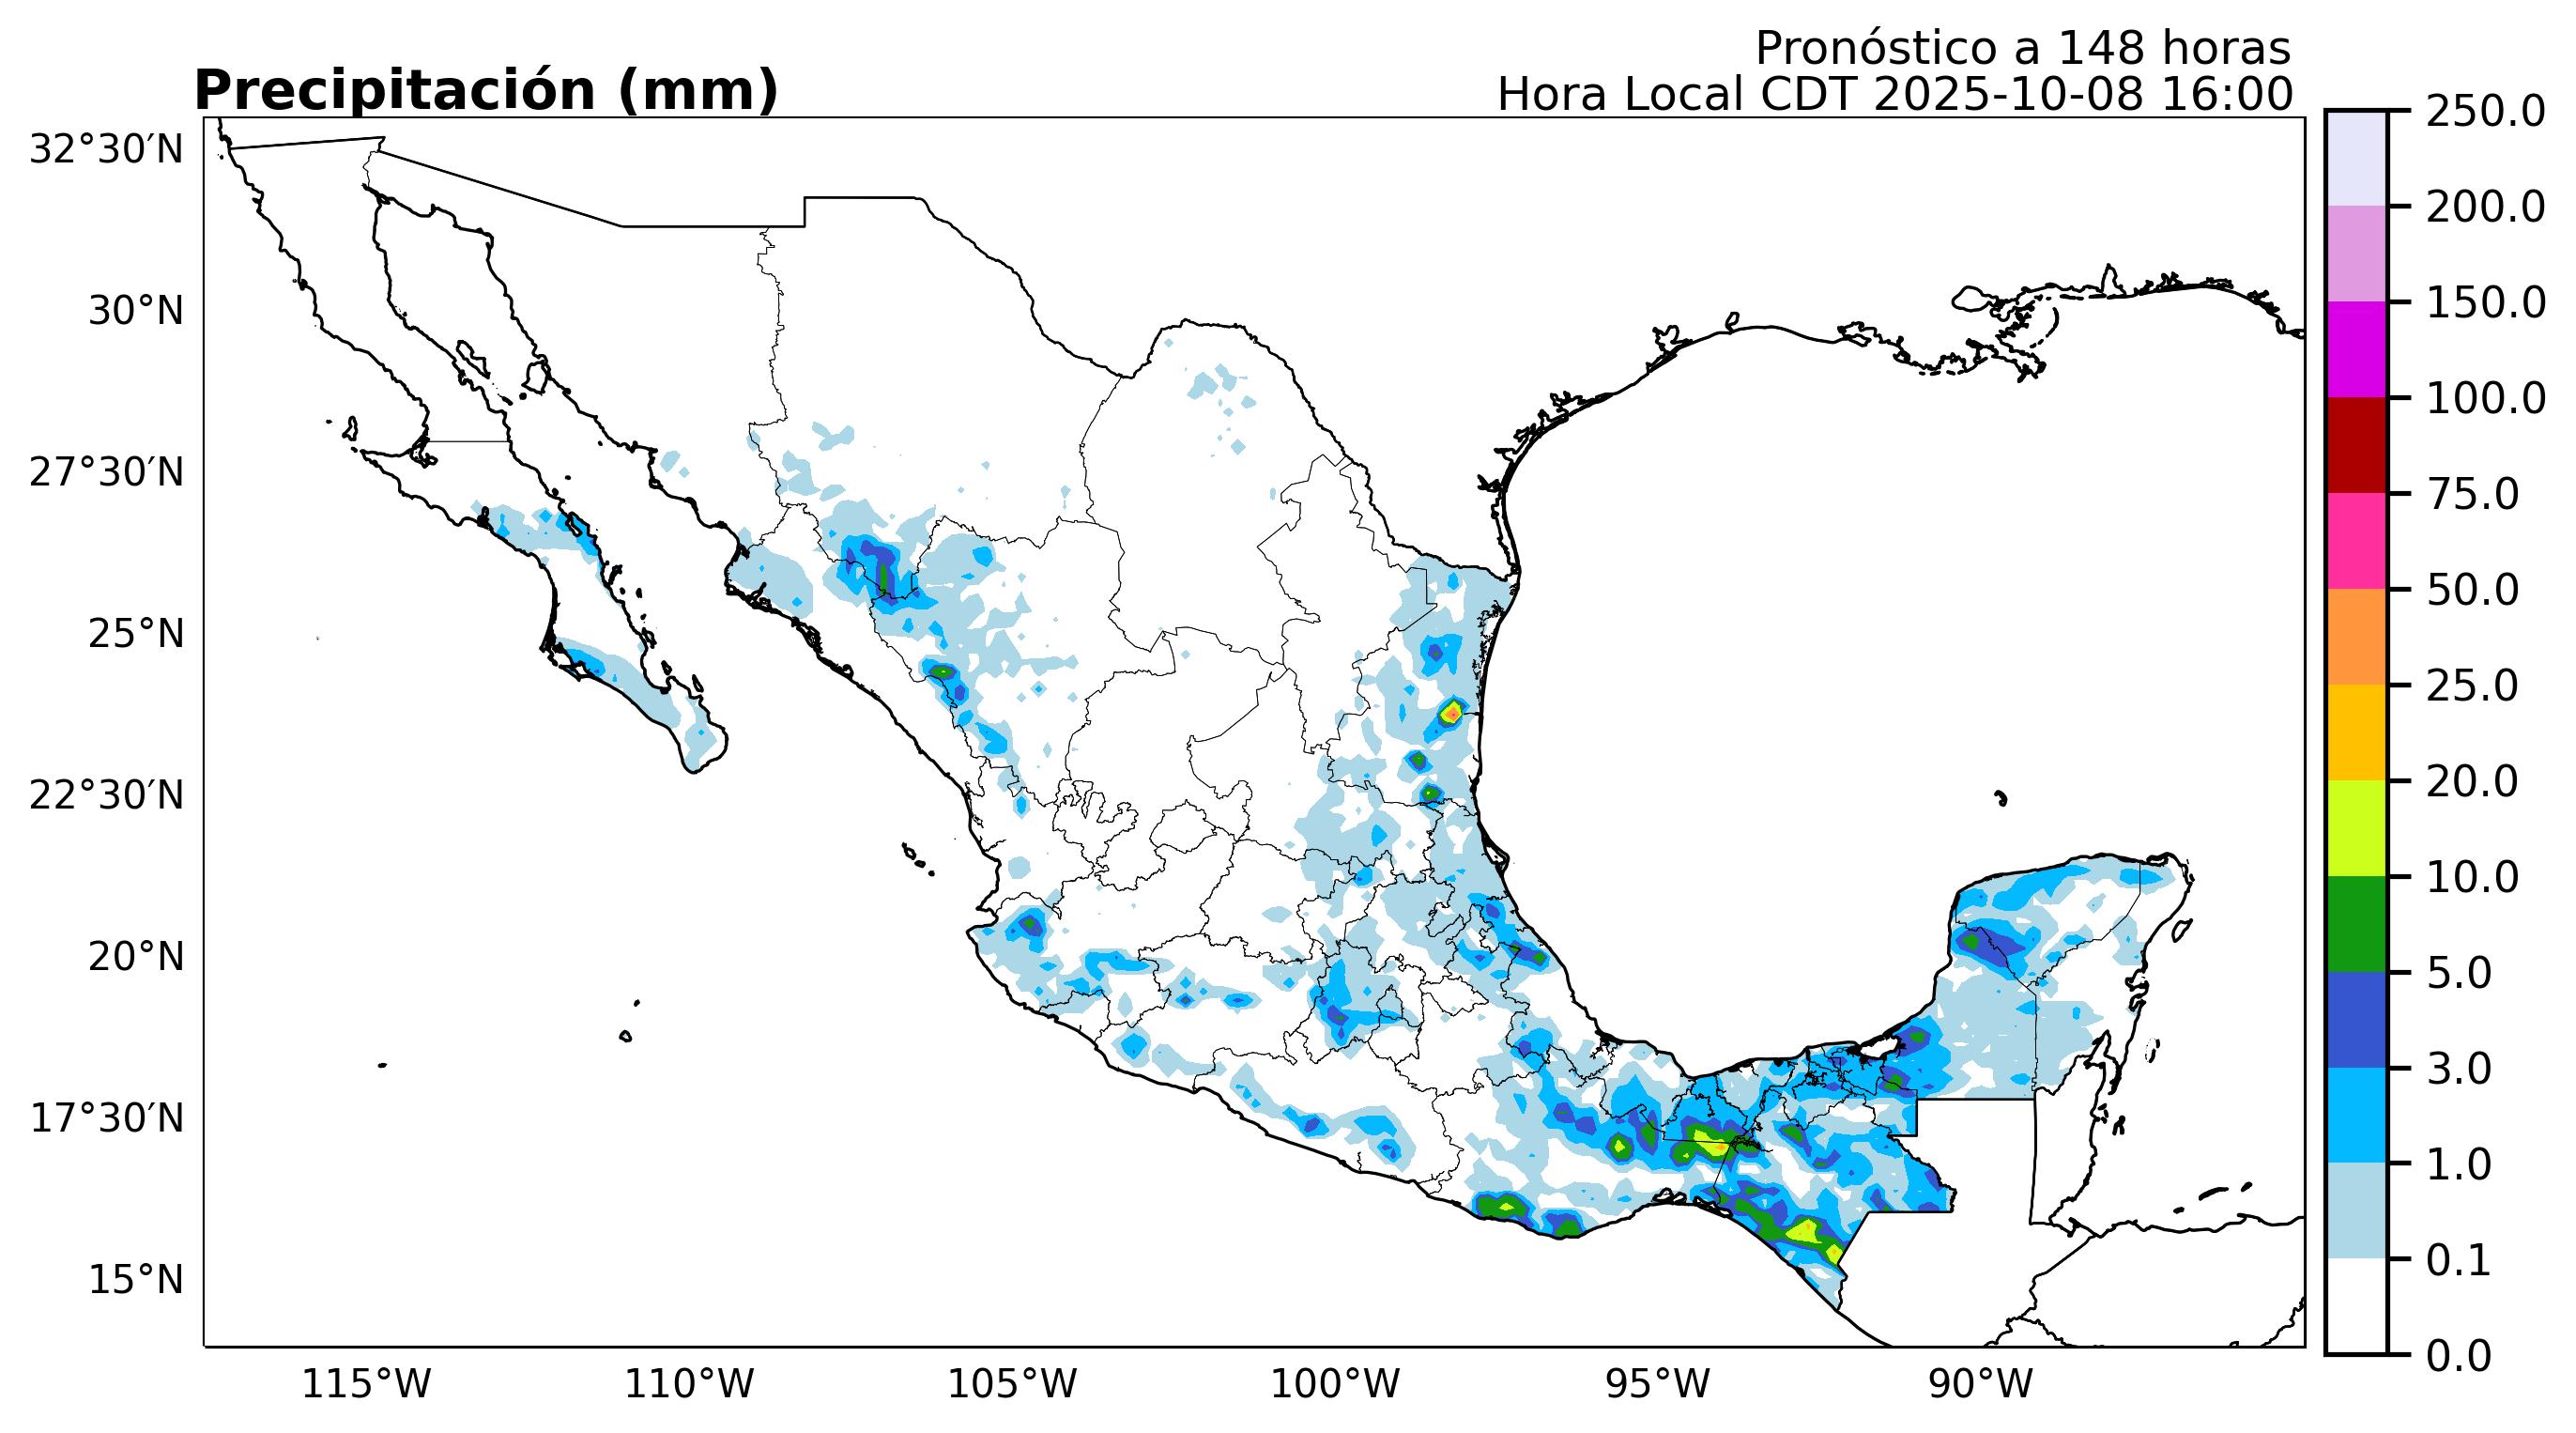 Pronóstico a 148 horas
Precipitación (mm)
Hora Local CDT 2025-10-08 16:00
32°30′N
30°N
27°30′N
25°N
22°30′N
20°N
17°30′N
15°N
115°W
110°W
105°W
100°W
95°W
90°W
250.0
200.0
150.0
100.0
75.0
50.0
25.0
20.0
10.0
5.0
3.0
1.0
0.1
0.0